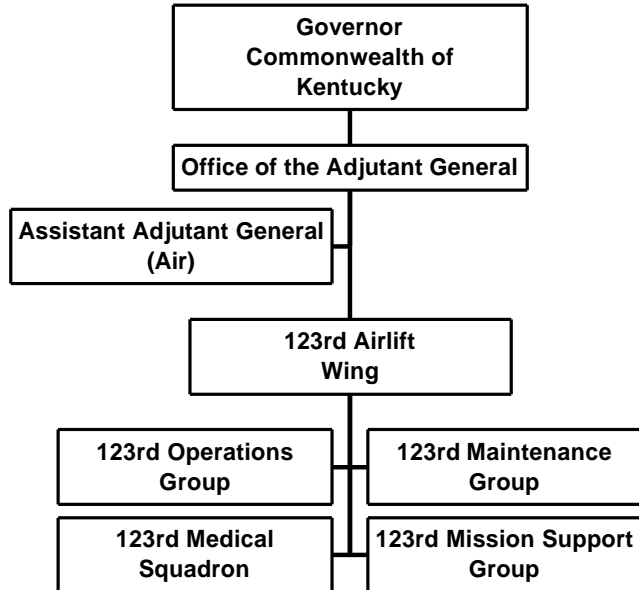 Governor
Commonwealth of
Kentucky
Office of the Adjutant General
Assistant Adjutant General
(Air)
123rd Airlift
Wing
123rd Operations
Group
123rd Maintenance
Group
123rd Medical
Squadron
123rd Mission Support
Group